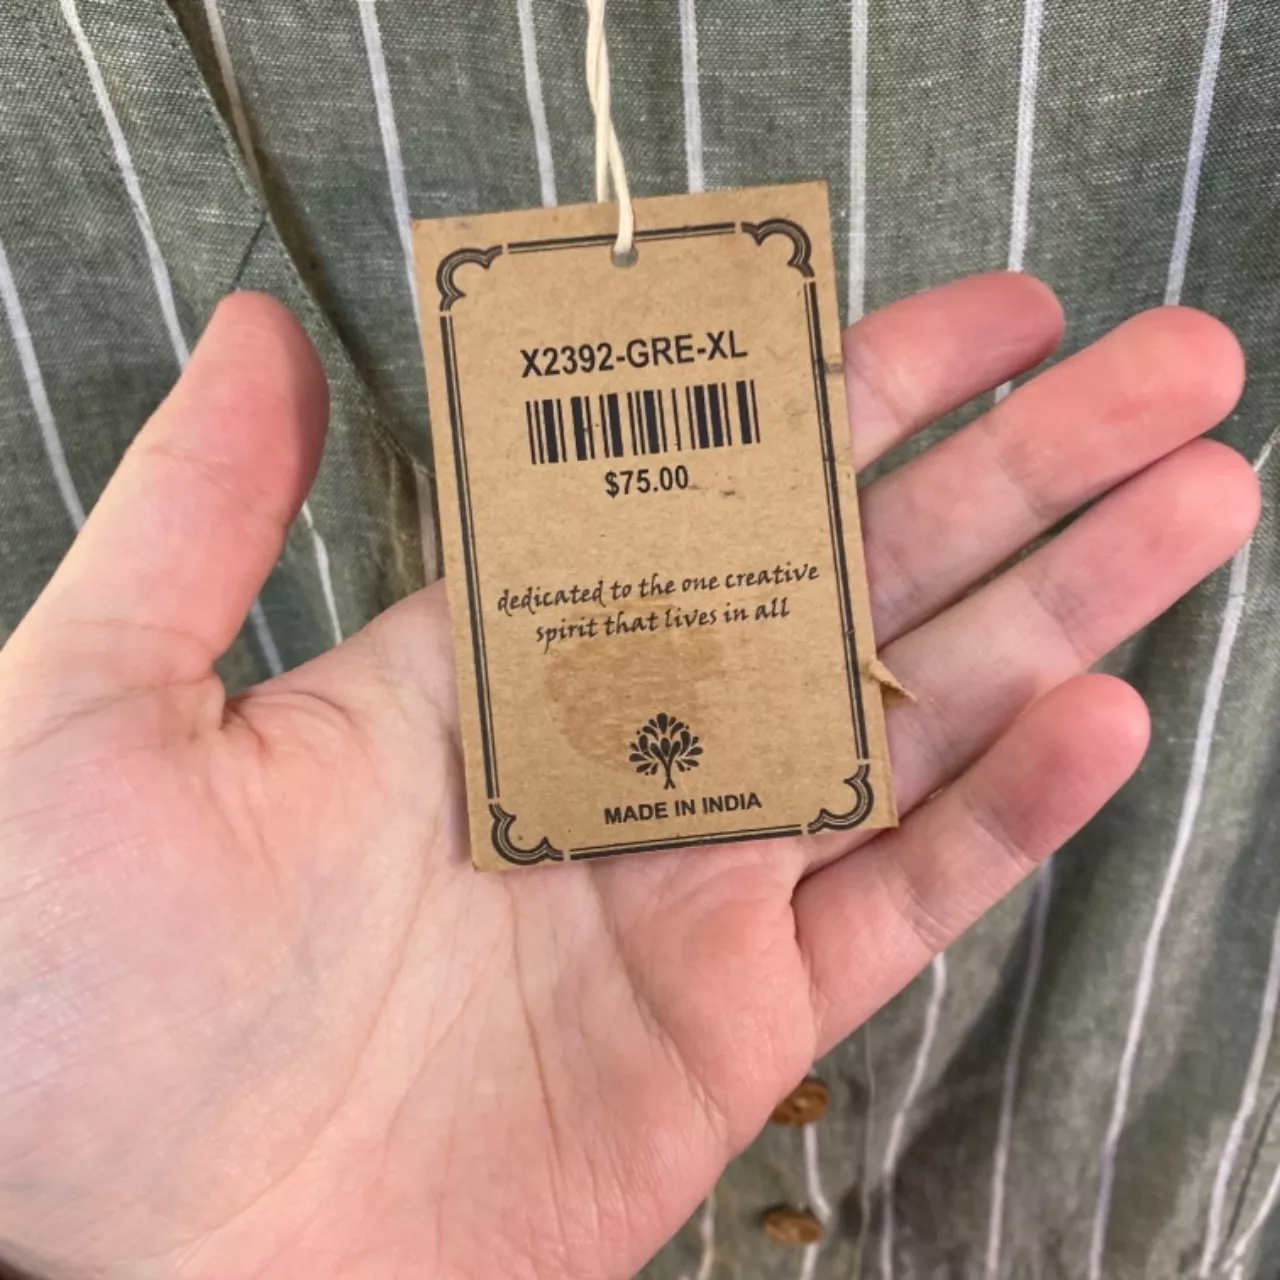 X2392-GRE-XL
$75.00
dedicated to the one creative
spirit that lives in all
MADE IN INDIA